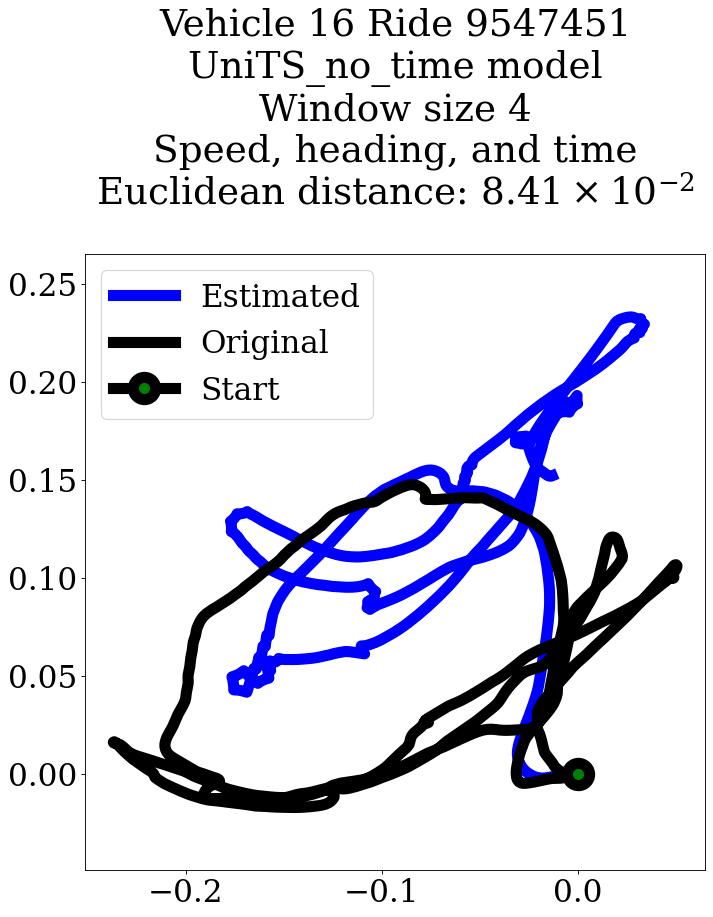 Vehicle 16 Ride 9547451
UniTS_no_time model
Window size 4
Speed, heading, and time
Euclidean distance: 8.41 × 10⁻²
Estimated
Original
Start
0.25
0.20
0.15
0.10
0.05
0.00
−0.2
−0.1
0.0